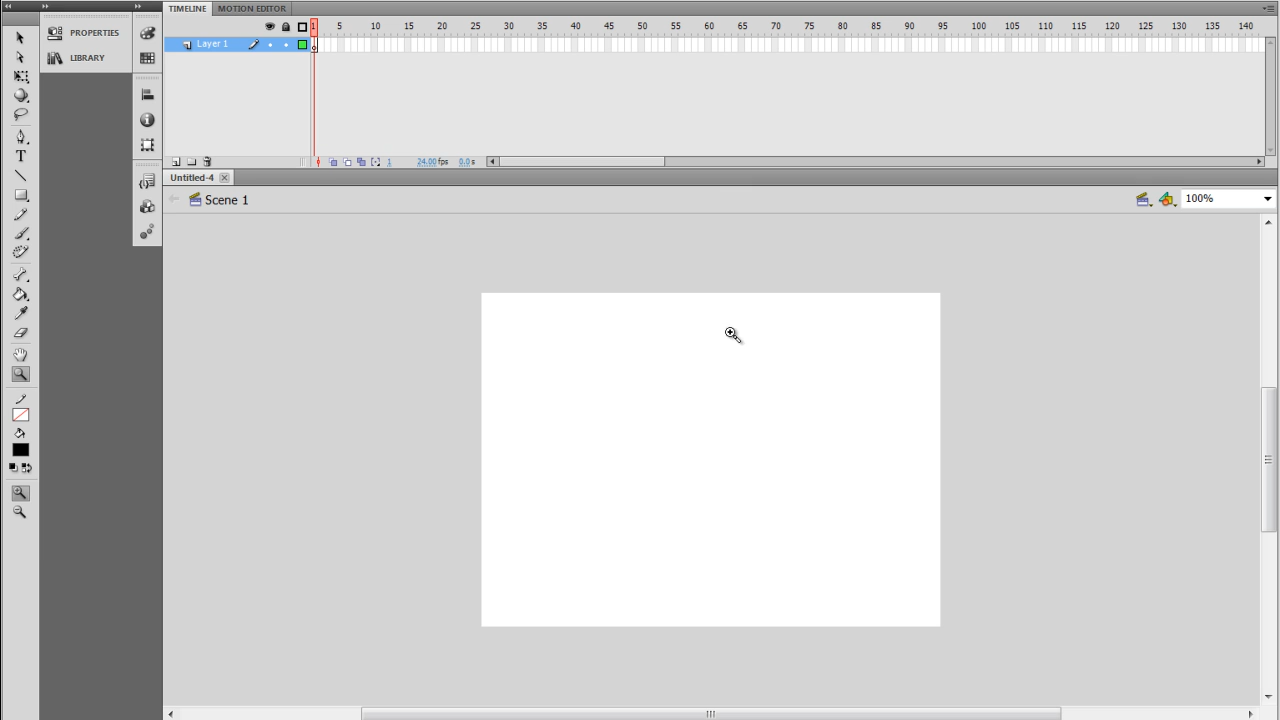 TIMELINE MOTION EDITOR
PROPERTIES
LIBRARY
1 5 10 15 20 25 30 35 40 45 50 55 60 65 70 75 80 85 90 95 100 105 110 115 120 125 130 135 140
Layer 1
1 24.00 fps 0.0 s
Untitled-4
Scene 1
100%
T